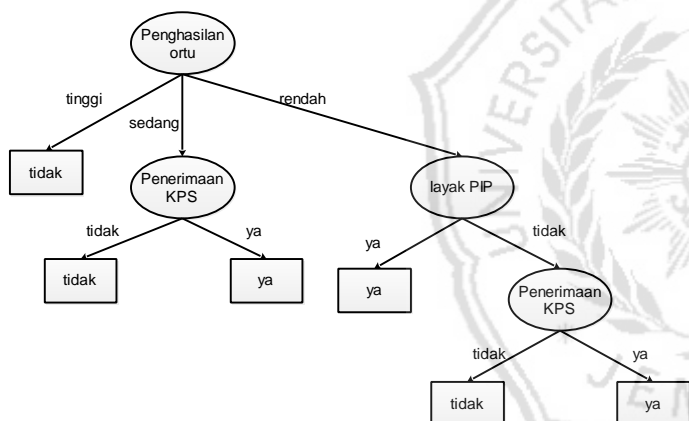 Penghasilan
ortu
tinggi
sedang
rendah
tidak
Penerimaan
KPS
layak PIP
tidak
ya
ya
tidak
tidak
ya
ya
Penerimaan
KPS
tidak
ya
tidak
ya